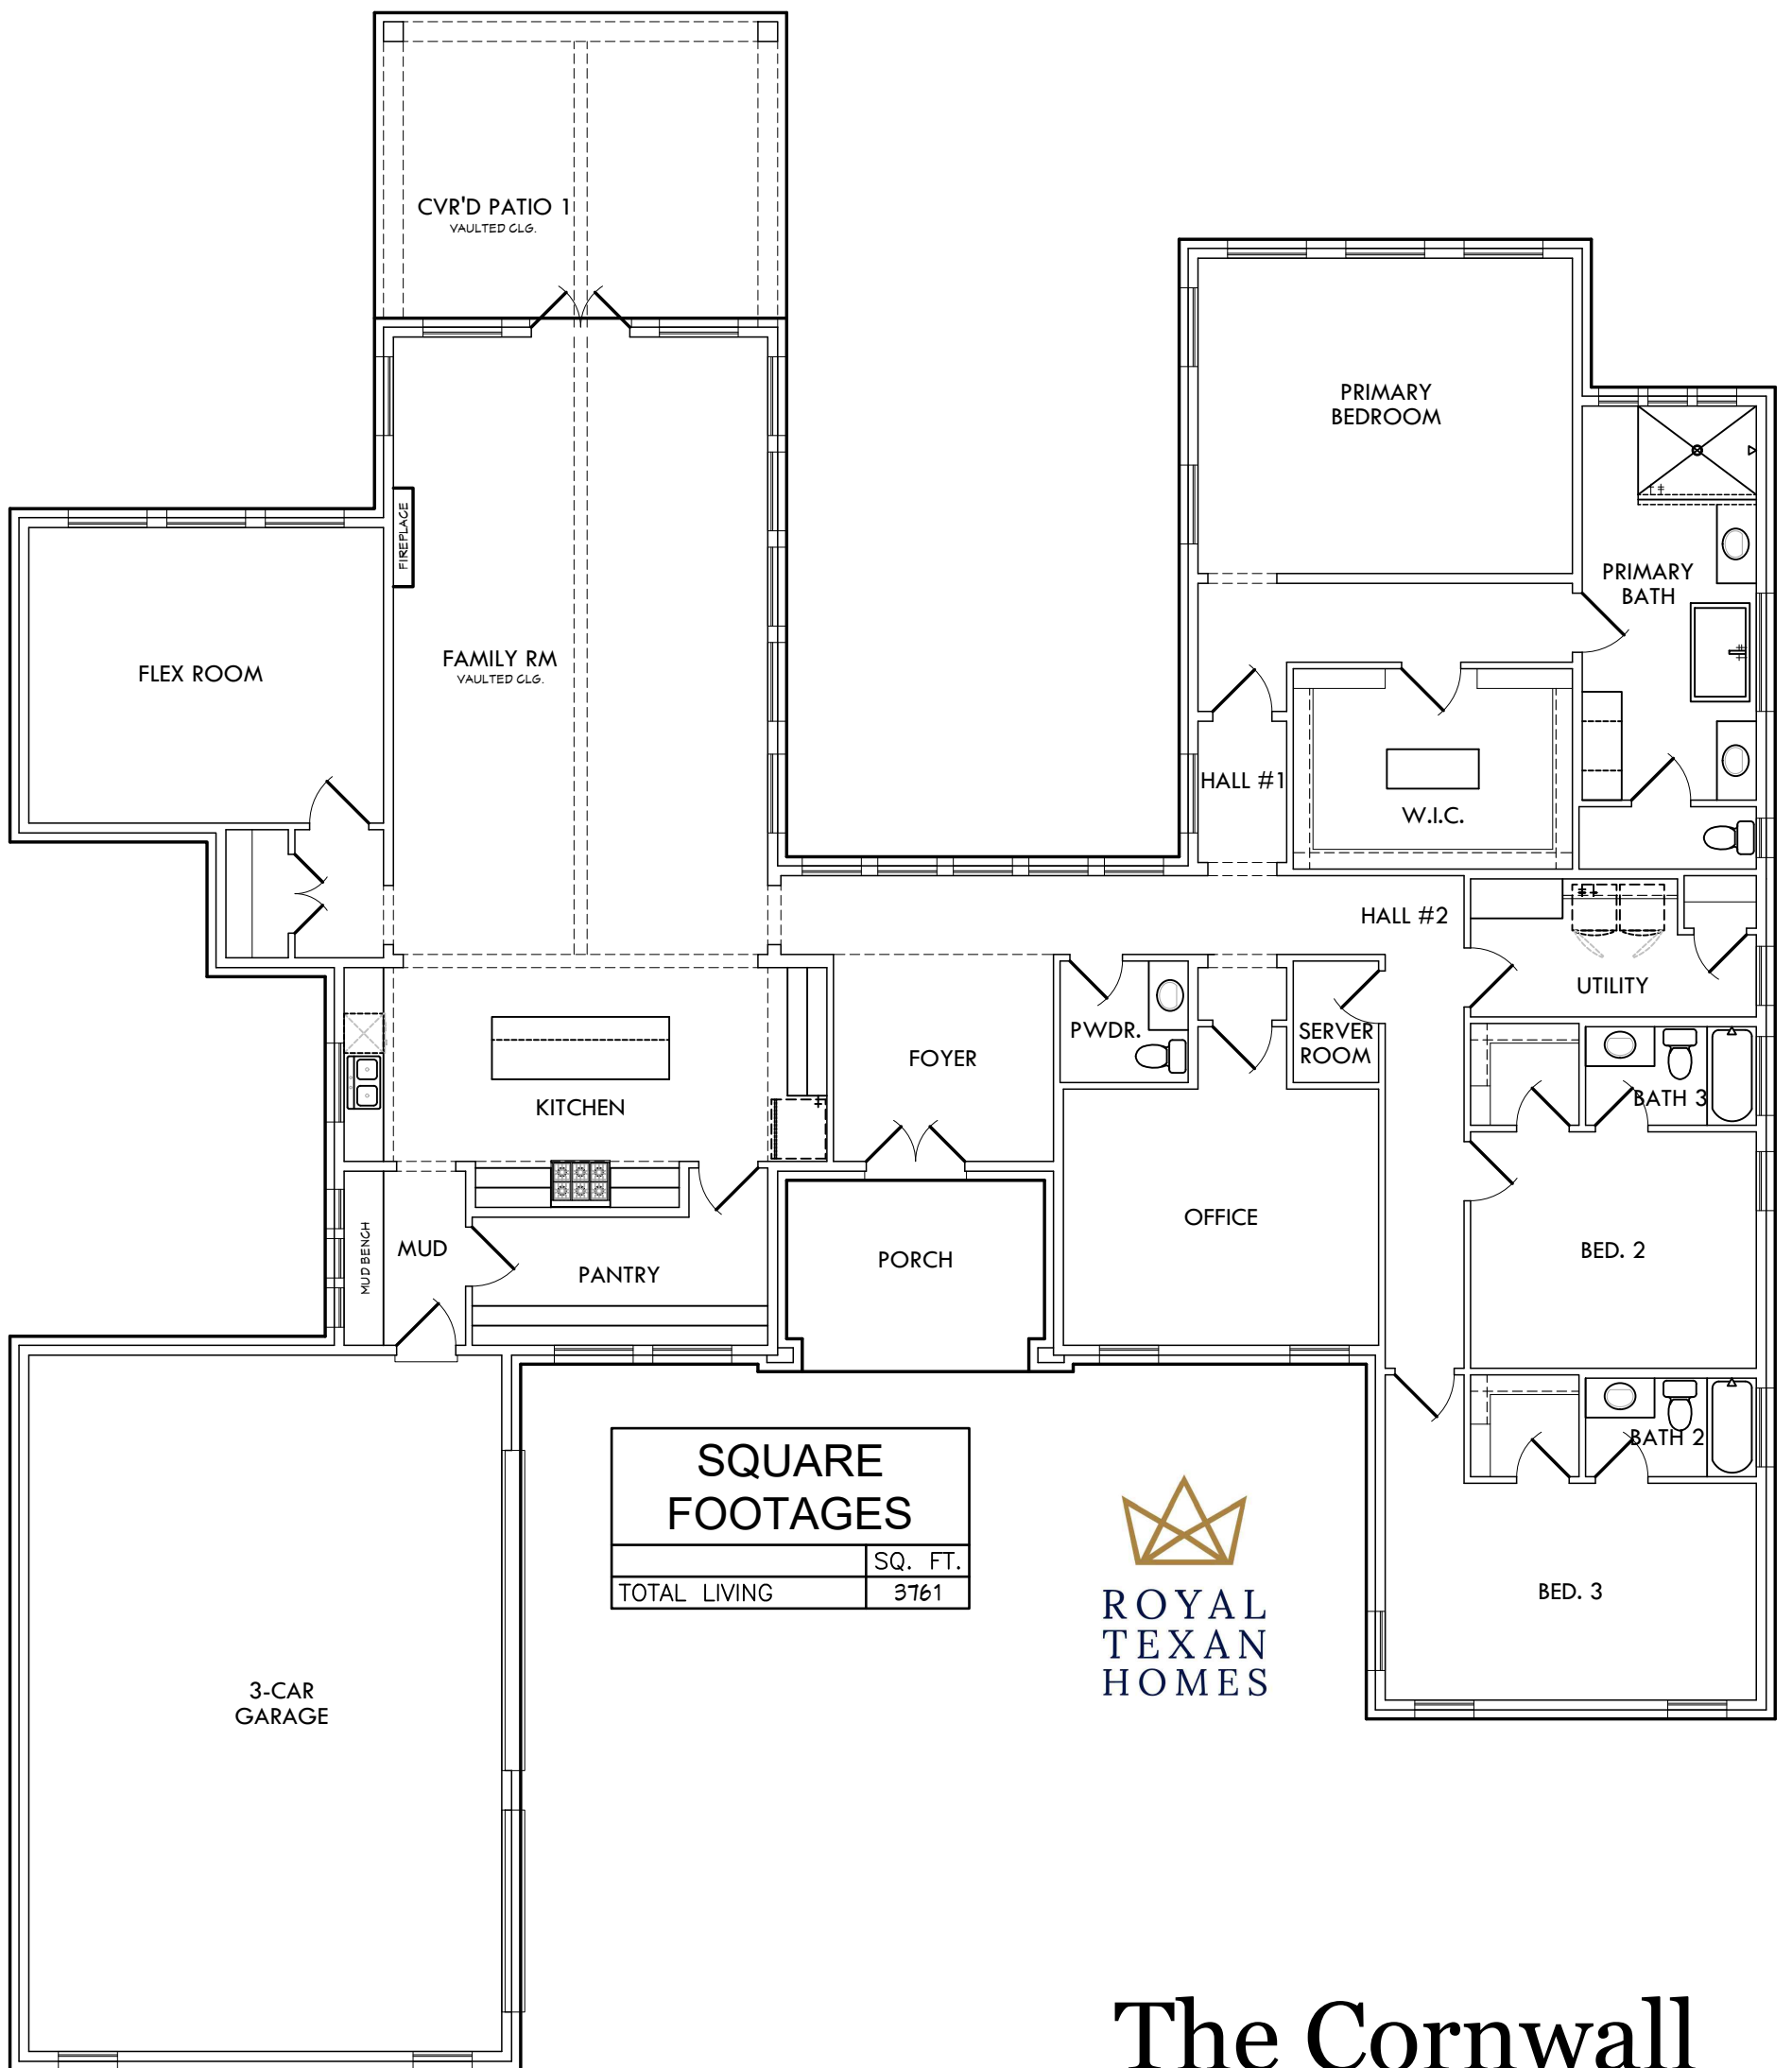 CVR'D PATIO 1
VAULTED CLG.
PRIMARY
BEDROOM
FIREPLACE
PRIMARY
BATH
FLEX ROOM
FAMILY RM
VAULTED CLG.
HALL #1
W.I.C.
HALL #2
UTILITY
PWDR.
SERVER
ROOM
FOYER
KITCHEN
BATH 3
MUD BENCH
MUD
PANTRY
PORCH
OFFICE
BED. 2
BATH 2
SQUARE
FOOTAGES
SQ. FT.
TOTAL LIVING 3761
ROYAL
TEXAN
HOMES
BED. 3
3-CAR
GARAGE
The Cornwall